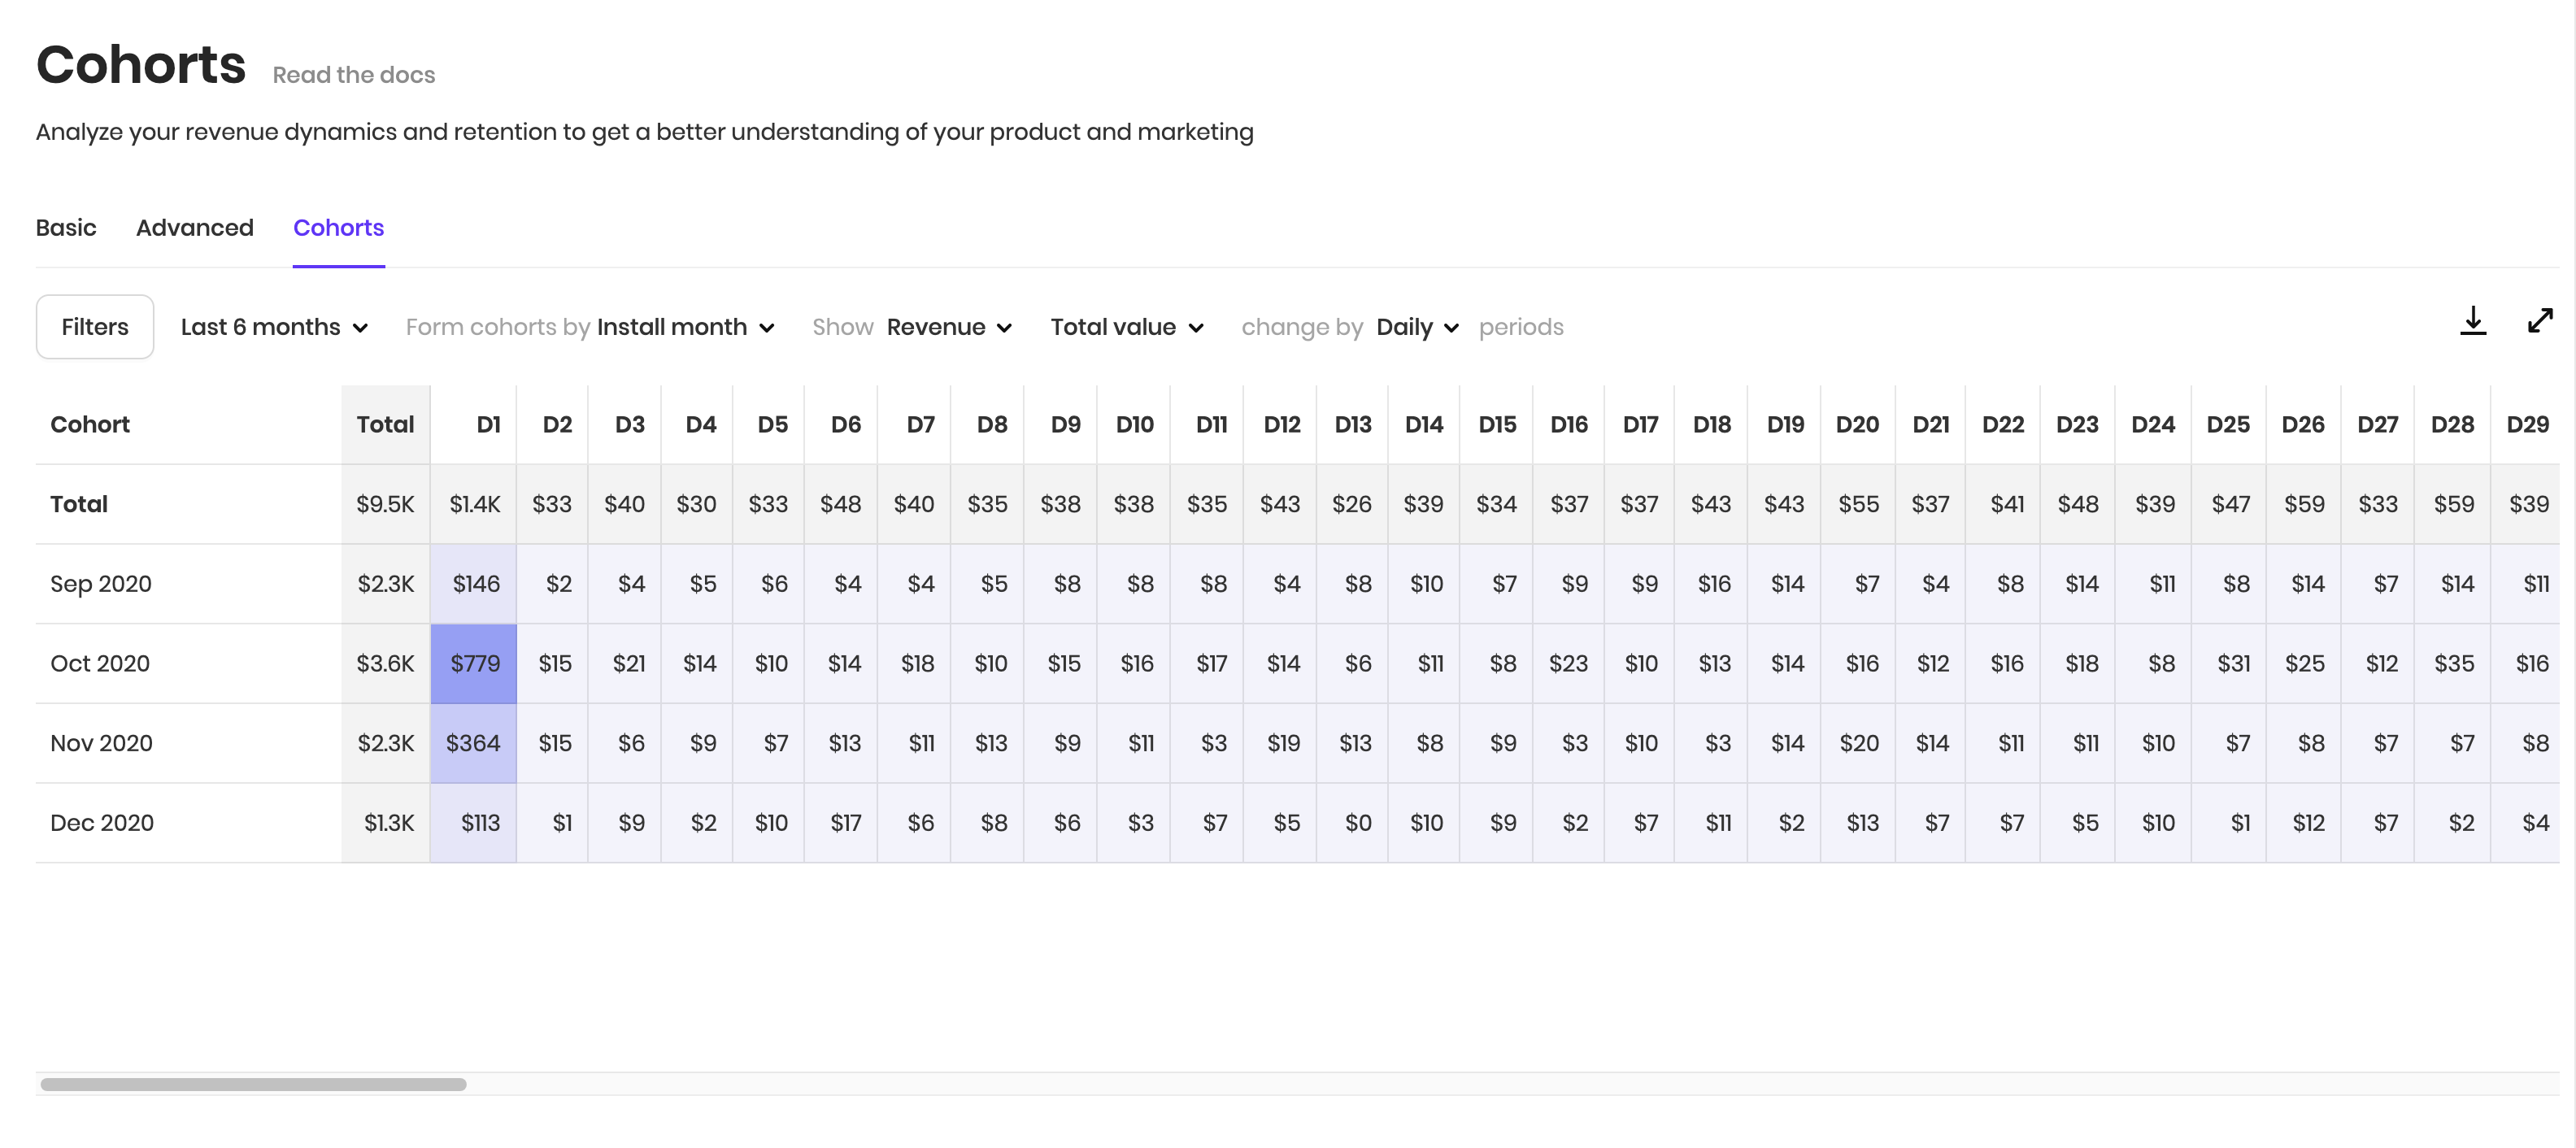 Cohorts Read the docs
Analyze your revenue dynamics and retention to get a better understanding of your product and marketing
Basic Advanced Cohorts
Filters Last 6 months Form cohorts by Install month Show Revenue Total value change by Daily periods
Cohort Total D1 D2 D3 D4 D5 D6 D7 D8 D9 D10 D11 D12 D13 D14 D15 D16 D17 D18 D19 D20 D21 D22 D23 D24 D25 D26 D27 D28 D29
Total $9.5K $1.4K $33 $40 $30 $33 $48 $40 $35 $38 $38 $35 $43 $26 $39 $34 $37 $37 $43 $43 $55 $37 $41 $48 $39 $47 $59 $33 $59 $39
Sep 2020 $2.3K $146 $2 $4 $5 $6 $4 $4 $5 $8 $8 $8 $4 $8 $10 $7 $9 $9 $16 $14 $7 $4 $8 $14 $11 $8 $14 $7 $14 $11
Oct 2020 $3.6K $779 $15 $21 $14 $10 $14 $18 $10 $15 $16 $17 $14 $6 $11 $8 $23 $10 $13 $14 $16 $12 $16 $18 $8 $31 $25 $12 $35 $16
Nov 2020 $2.3K $364 $15 $6 $9 $7 $13 $11 $13 $9 $11 $3 $19 $13 $8 $9 $3 $10 $3 $14 $20 $14 $11 $11 $10 $7 $8 $7 $7 $8
Dec 2020 $1.3K $113 $1 $9 $2 $10 $17 $6 $8 $6 $3 $7 $5 $0 $10 $9 $2 $7 $11 $2 $13 $7 $7 $5 $10 $1 $12 $7 $2 $4